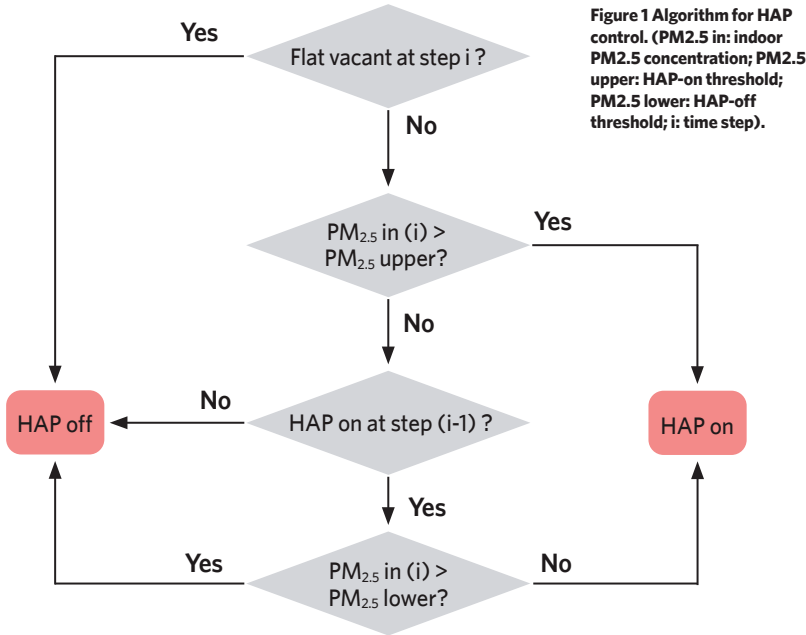 Figure 1 Algorithm for HAP
control. (PM2.5 in: indoor
PM2.5 concentration; PM2.5
upper: HAP-on threshold;
PM2.5 lower: HAP-off
threshold; i: time step).
Yes
Flat vacant at step i ?
No
PM2.5 in (i) >
PM2.5 upper?
Yes
No
HAP off
No
HAP on at step (i-1) ?
HAP on
Yes
Yes
PM2.5 in (i) >
PM2.5 lower?
No